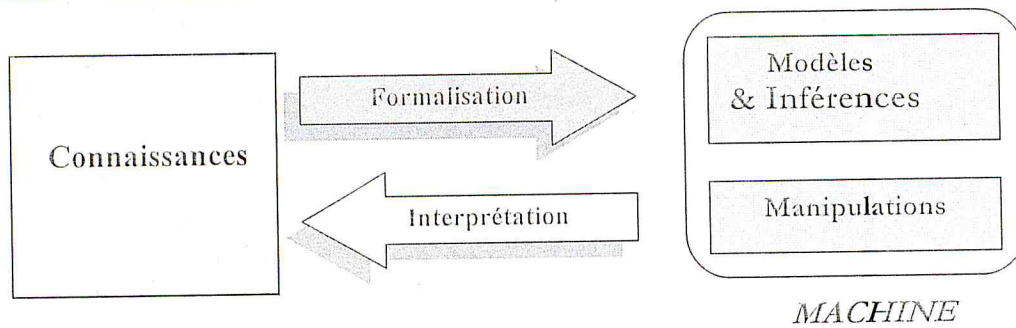 Connaissances
Formalisation
Interprétation
Modèles
& Inférences
Manipulations
MACHINE